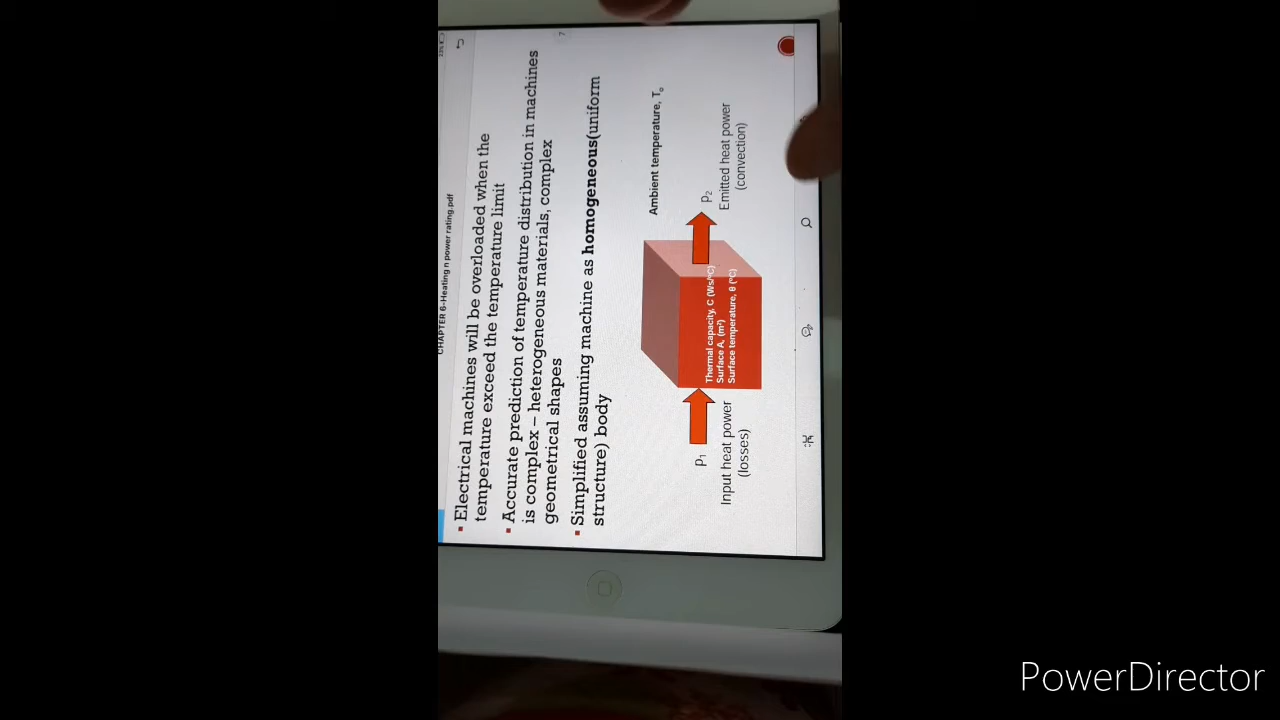 CHAPTER 6-Heating n power rating.pdf
Electrical machines will be overloaded when the
temperature exceed the temperature limit
Accurate prediction of temperature distribution in machines
is complex – heterogeneous materials, complex
geometrical shapes
Simplified assuming machine as homogeneous(uniform
structure) body
7
Ambient temperature, Tₒ
p₁
Input heat power
(losses)
Thermal capacity, C (Ws/°C)
Surface A, (m²)
Surface temperature, θ (°C)
p₂
Emitted heat power
(convection)
PowerDirector